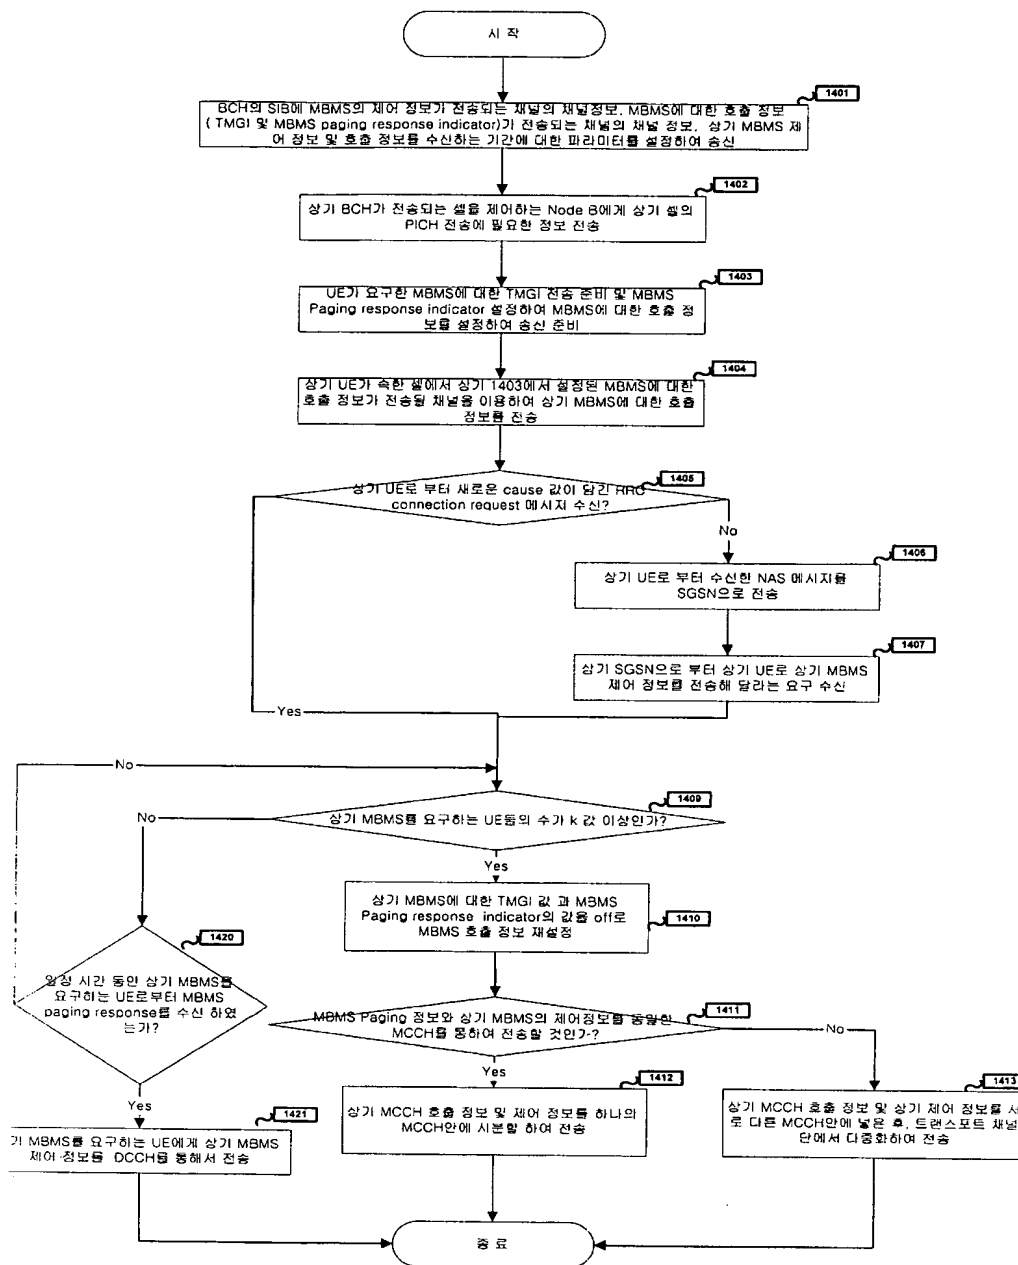 시 작
1401
BCH의 SIB에 MBMS의 제어 정보가 전송되는 채널의 채널정보, MBMS에 대한 호출 정보
( TMGI 및 MBMS paging response indicator)가 전송되는 채널의 채널 정보, 상기 MBMS 제
어 정보 및 호출 정보를 수신하는 기간에 대한 파라미터를 설정하여 송신
1402
상기 BCH가 전송되는 셀을 제어하는 Node B에게 상기 셀의
PICH 전송에 필요한 정보 전송
1403
UE가 요구한 MBMS에 대한 TMGI 전송 준비 및 MBMS
Paging response indicator 설정하여 MBMS에 대한 호출 정
보를 설정하여 송신 준비
1404
상기 UE가 속한 셀에서 상기 1403에서 설정된 MBMS에 대한
호출 정보가 전송될 채널을 이용하여 상기 MBMS에 대한 호출
정보를 전송
1405
상기 UE로 부터 새로운 cause 값이 담긴 RRC
connection request 메시지 수신?
No
1406
상기 UE로 부터 수신한 NAS 메시지를
SGSN으로 전송
1407
상기 SGSN으로 부터 상기 UE로 상기 MBMS
제어 정보를 전송해 달라는 요구 수신
Yes
No
1409
상기 MBMS를 요구하는 UE들의 수가 k 값 이상인가?
No
Yes
상기 MBMS에 대한 TMGI 값 과 MBMS
Paging response indicator의 값을 off로
MBMS 호출 정보 재설정
1410
1420
일정 시간 동안 상기 MBMS를
요구하는 UE로부터 MBMS
paging response를 수신 하였
는가?
1411
MBMS Paging 정보와 상기 MBMS의 제어정보를 동일한
MCCH를 통하여 전송할 것인가?
No
Yes
1412
상기 MCCH 호출 정보 및 제어 정보를 하나의
MCCH안에 시분할 하여 전송
1413
상기 MCCH 호출 정보 및 상기 제어 정보를 서
로 다른 MCCH안에 넣은 후, 트랜스포트 채널
단에서 다중화하여 전송
Yes
1421
기 MBMS를 요구하는 UE에게 상기 MBMS
제어 정보를 DCCH를 통해서 전송
종 료